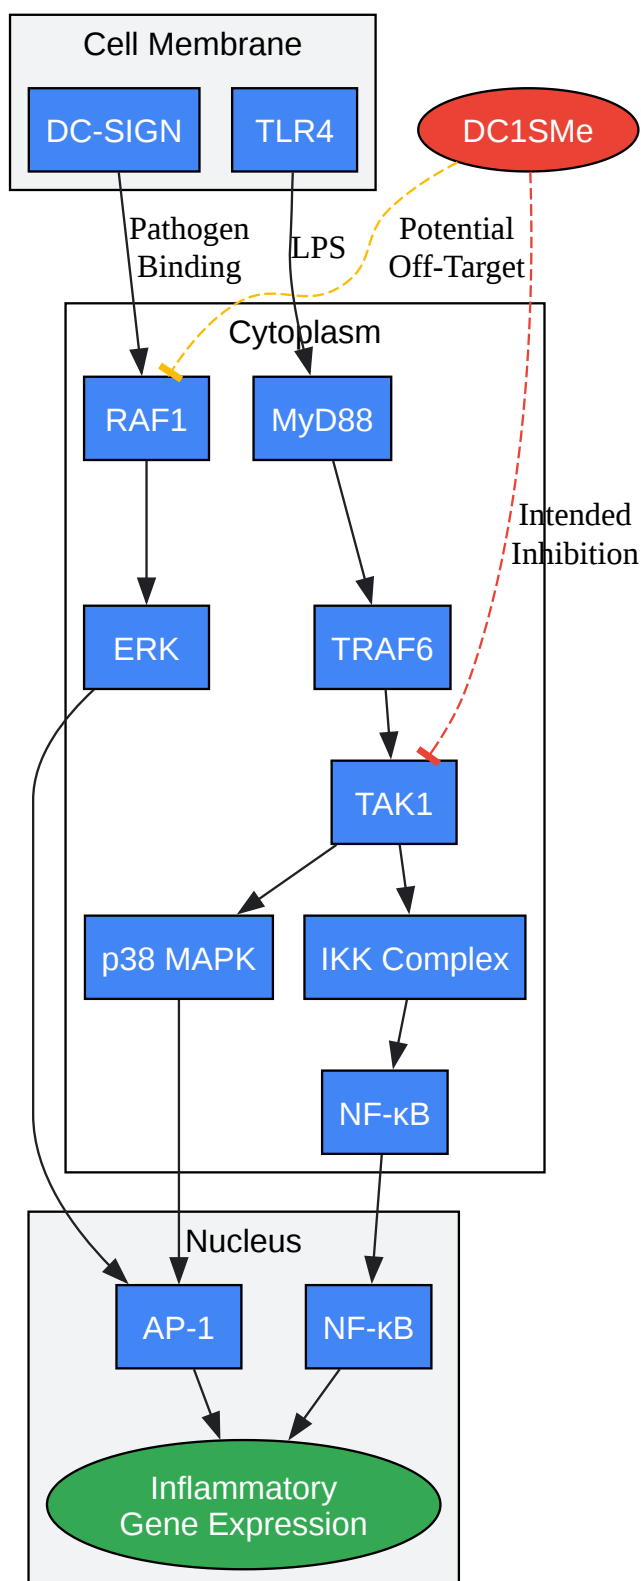 Cell Membrane
DC-SIGN
TLR4
DC1SMe
Pathogen
Binding
LPS
Potential
Off-Target
Cytoplasm
RAF1
MyD88
Intended
Inhibition
ERK
TRAF6
TAK1
p38 MAPK
IKK Complex
NF-κB
Nucleus
AP-1
NF-κB
Inflammatory
Gene Expression